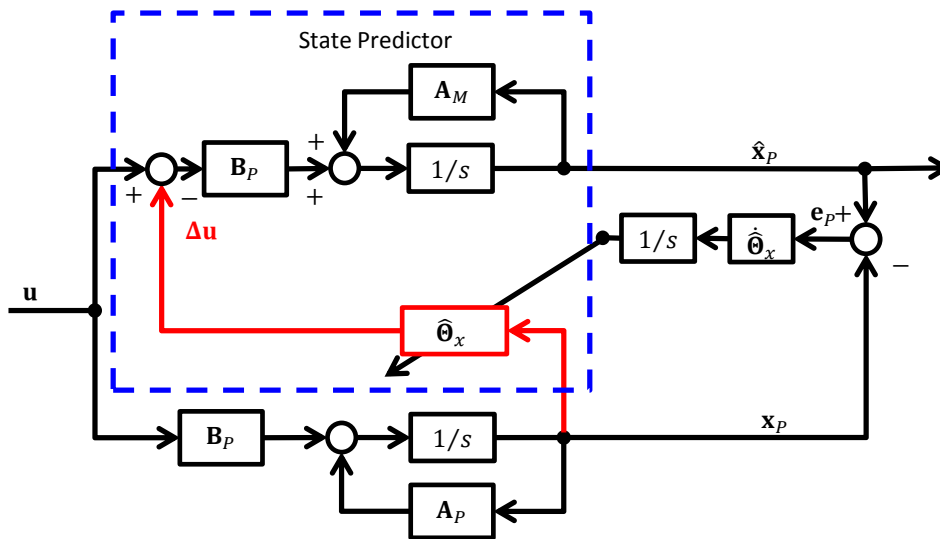 State Predictor
𝐀_M
+
𝐁_P
1/s
𝐱̂_P
+
−
+
𝐞_P+
Δ𝐮
1/s
𝚯̂̇_x
−
𝐮
𝚯̂_x
𝐁_P
1/s
𝐱_P
𝐀_P